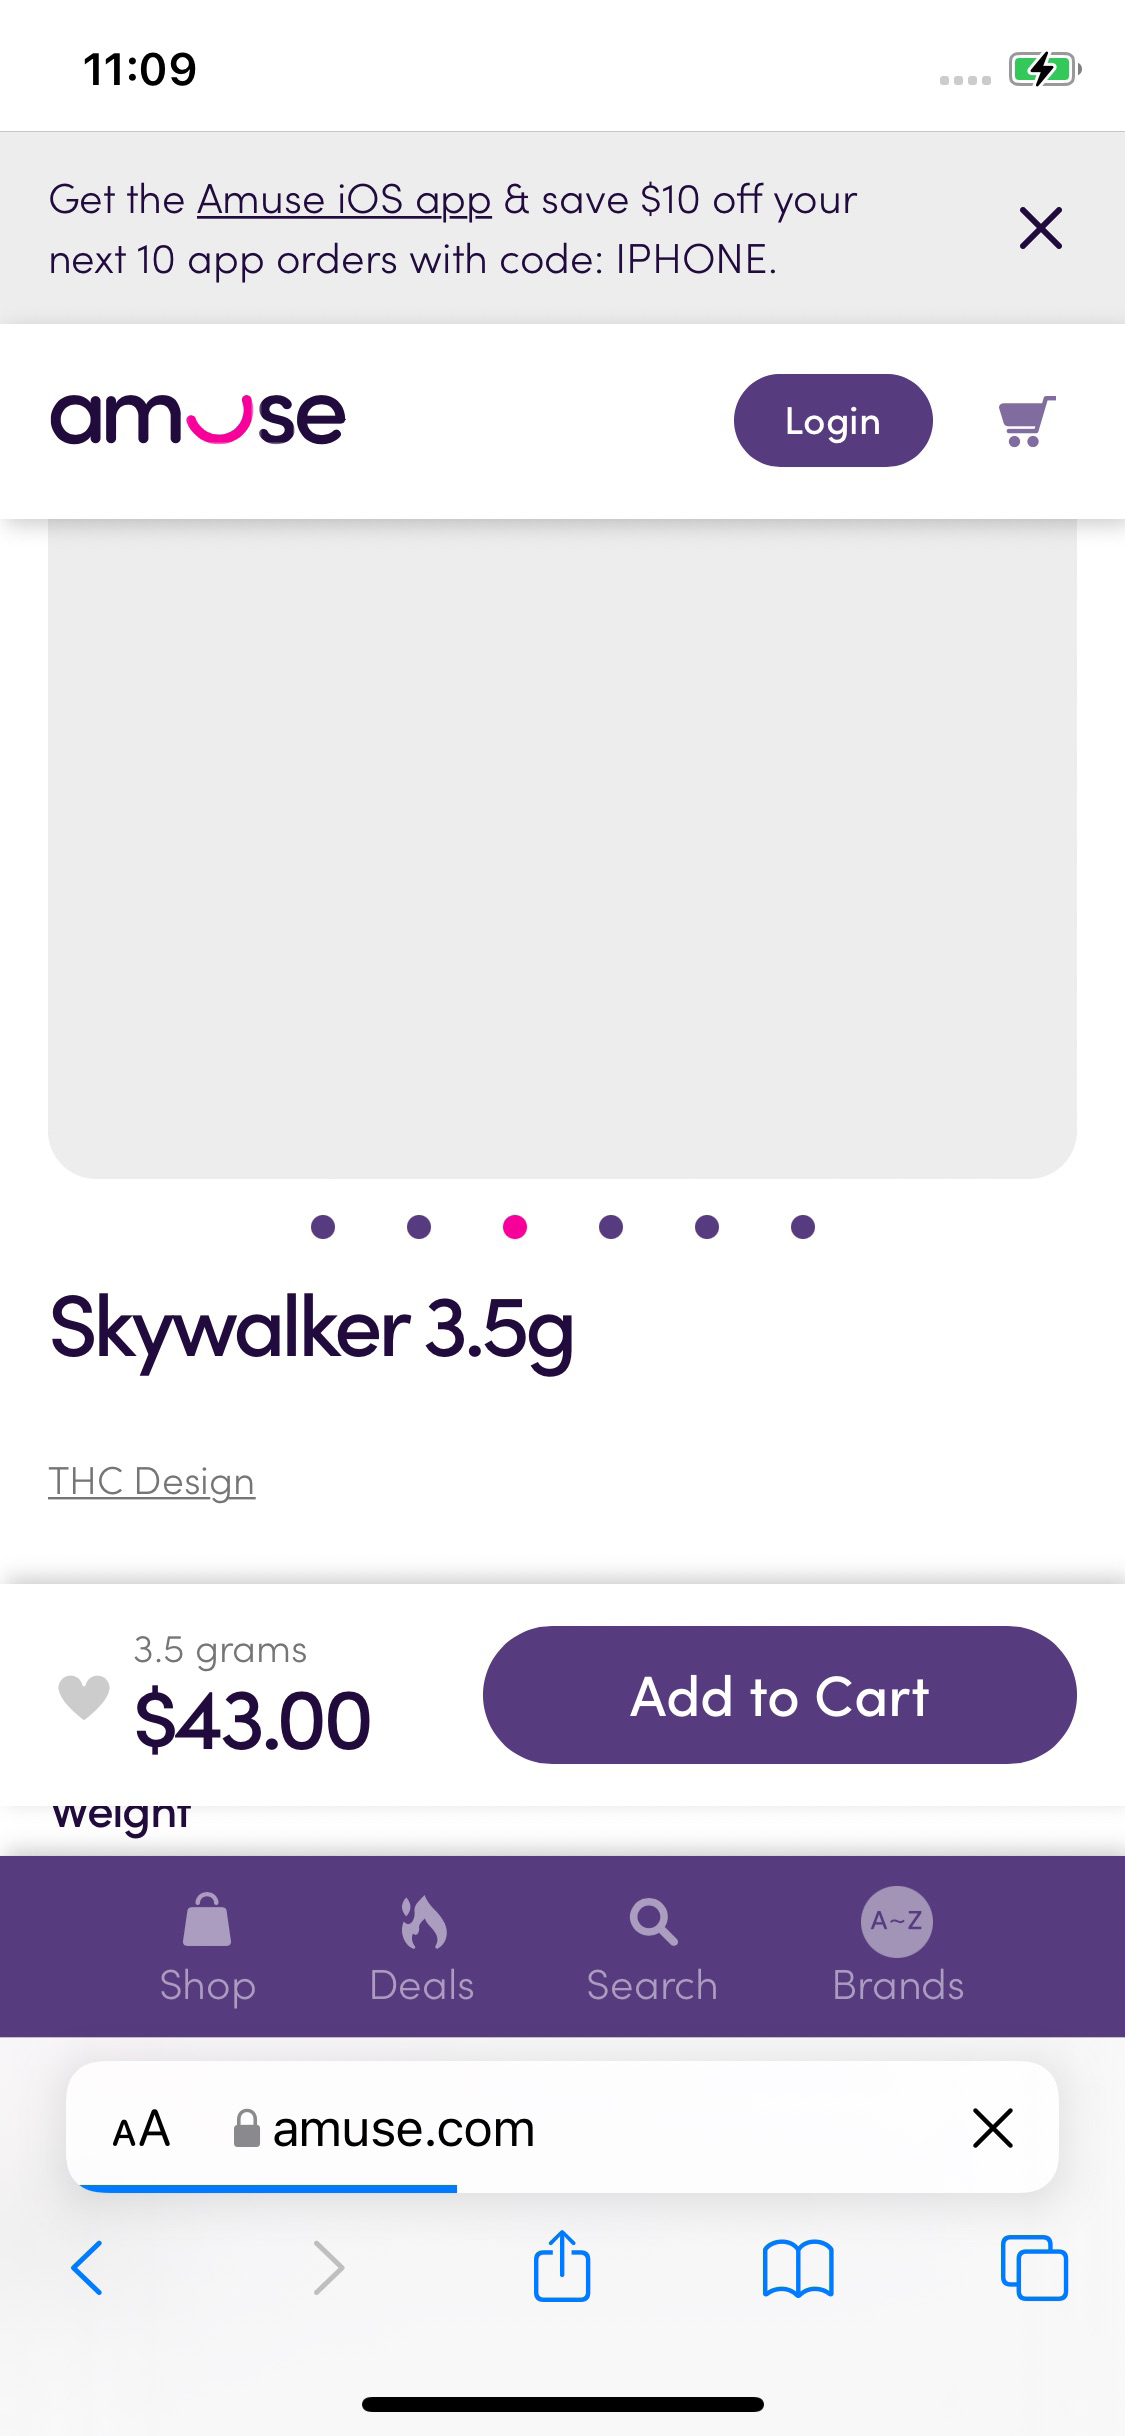 11:09
Get the Amuse iOS app & save $10 off your
next 10 app orders with code: IPHONE.
amuse
Login
Skywalker 3.5g
THC Design
3.5 grams
$43.00
Add to Cart
Weight
Shop
Deals
Search
A~Z
Brands
AA
amuse.com